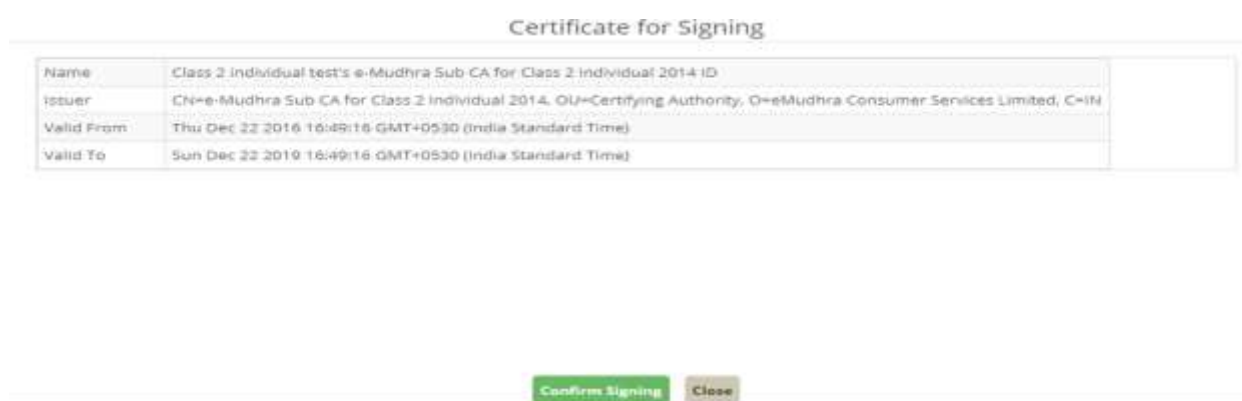 Certificate for Signing
Name Class 2 Individual test's e-Mudhra Sub CA for Class 2 Individual 2014 ID
Issuer CN=e-Mudhra Sub CA for Class 2 Individual 2014, OU=Certifying Authority, O=eMudhra Consumer Services Limited, C=IN
Valid From Thu Dec 22 2016 16:49:16 GMT+0530 (India Standard Time)
Valid To Sun Dec 22 2019 16:49:16 GMT+0530 (India Standard Time)
Confirm Signing Close